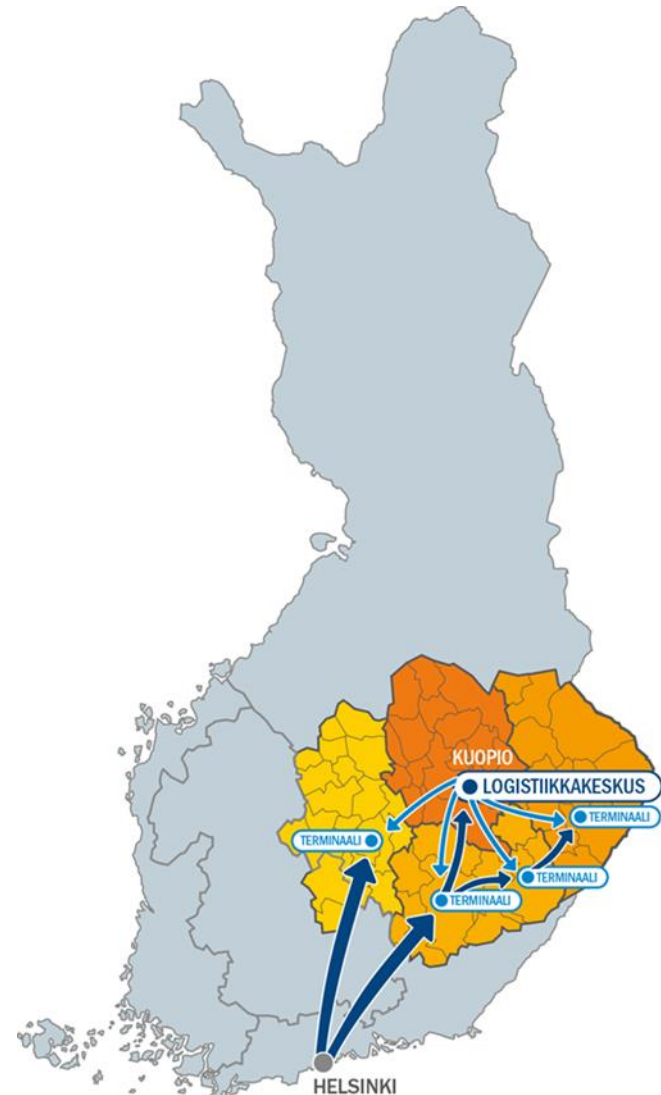 KUOPIO
LOGISTIIKKAKESKUS
TERMINAALI
TERMINAALI
TERMINAALI
TERMINAALI
HELSINKI